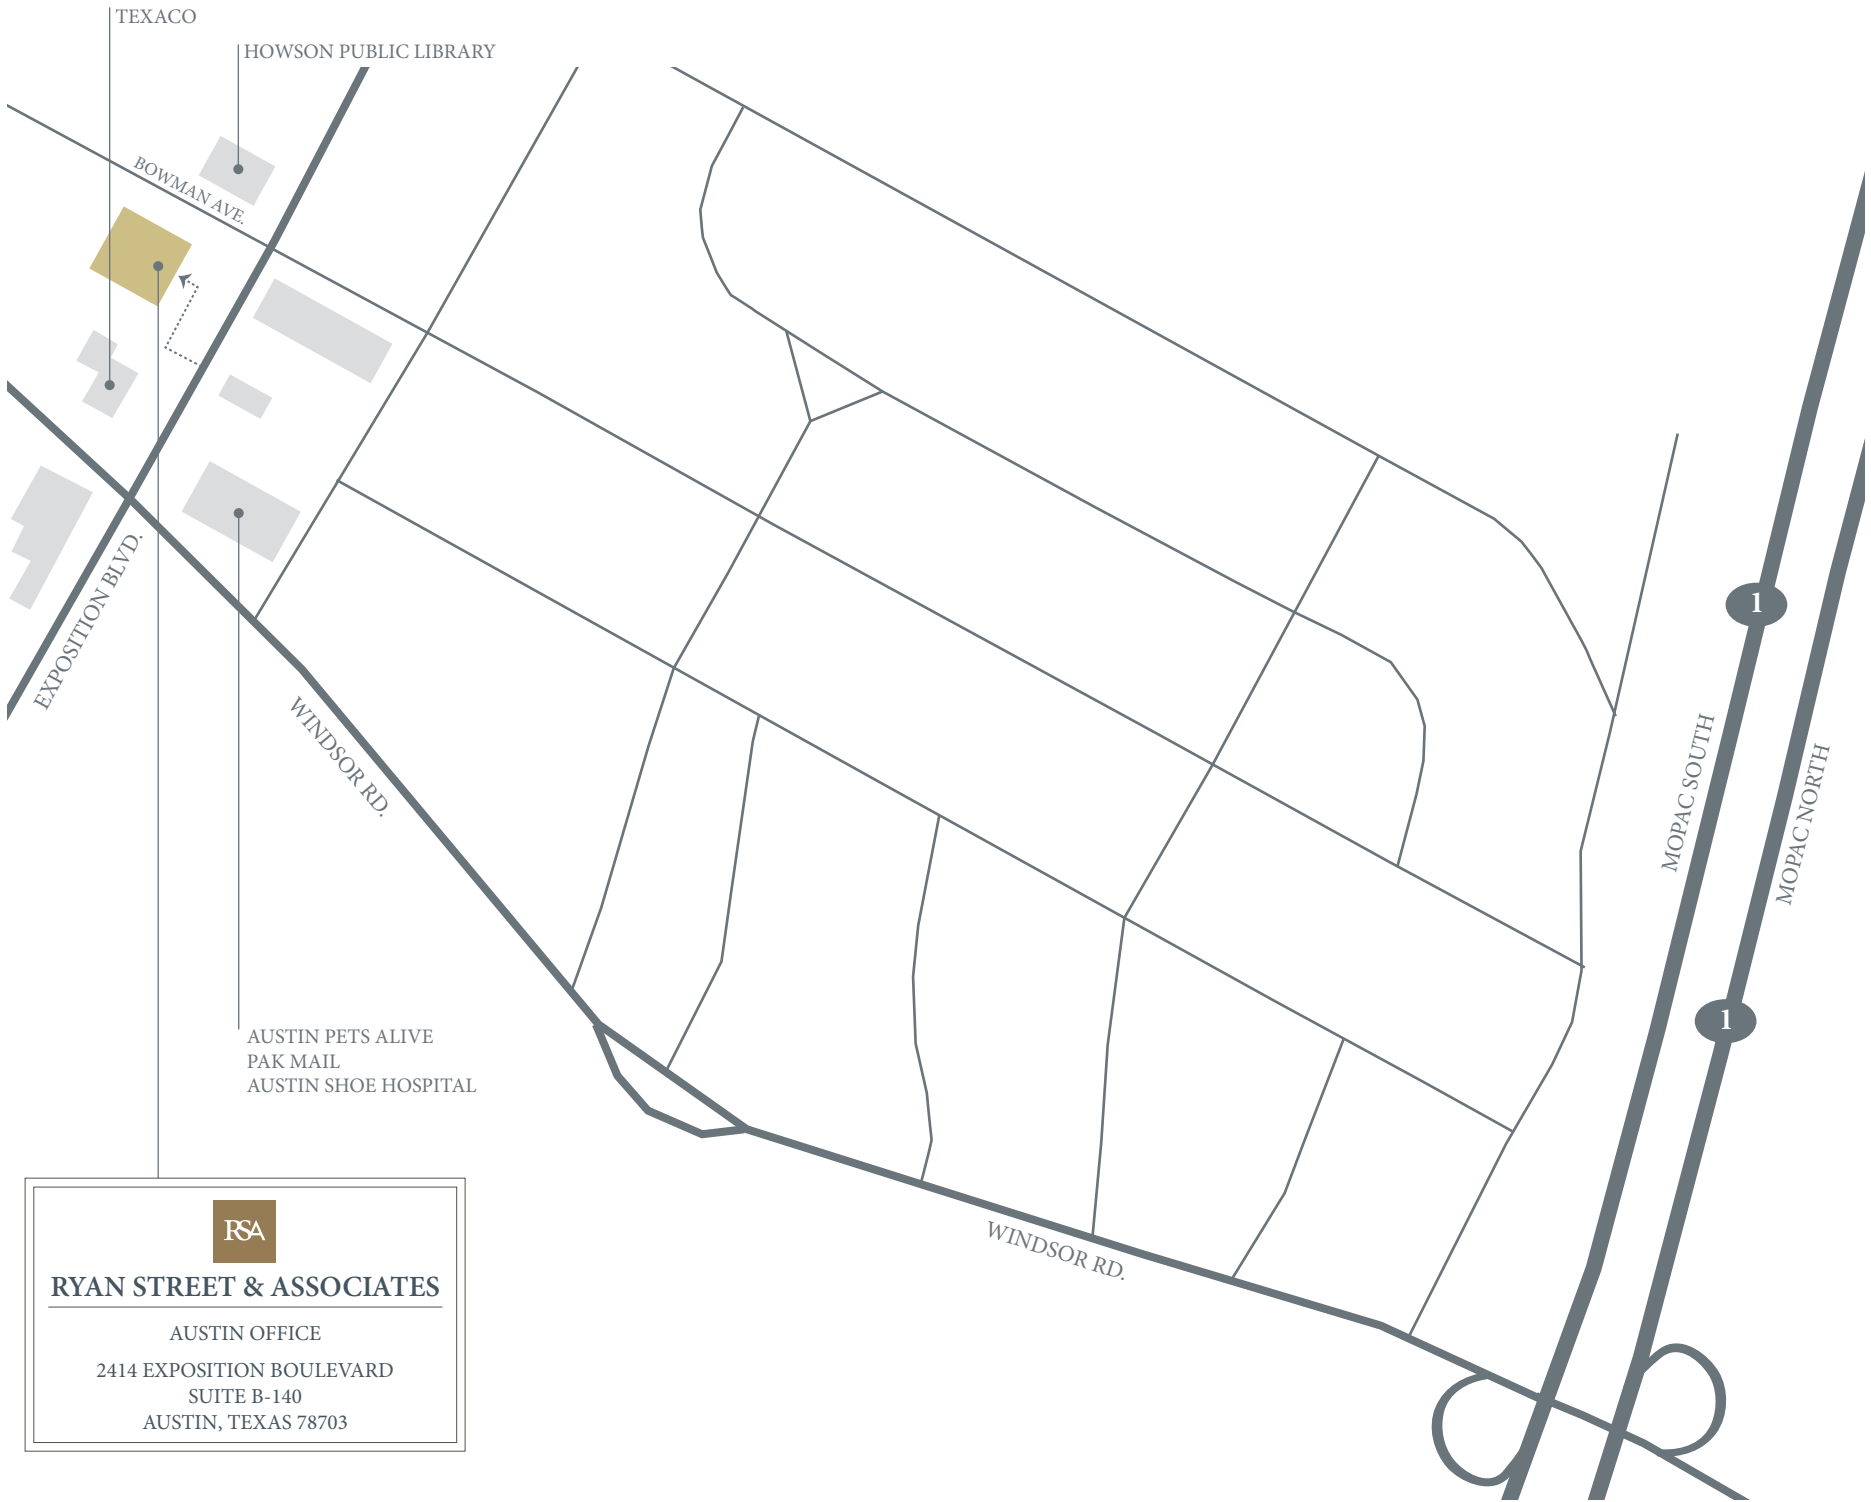 TEXACO
HOWSON PUBLIC LIBRARY
BOWMAN AVE.
EXPOSITION BLVD.
WINDSOR RD.
1
MOPAC SOUTH
MOPAC NORTH
1
AUSTIN PETS ALIVE
PAK MAIL
AUSTIN SHOE HOSPITAL
WINDSOR RD.
RSA
RYAN STREET & ASSOCIATES
AUSTIN OFFICE
2414 EXPOSITION BOULEVARD
SUITE B-140
AUSTIN, TEXAS 78703